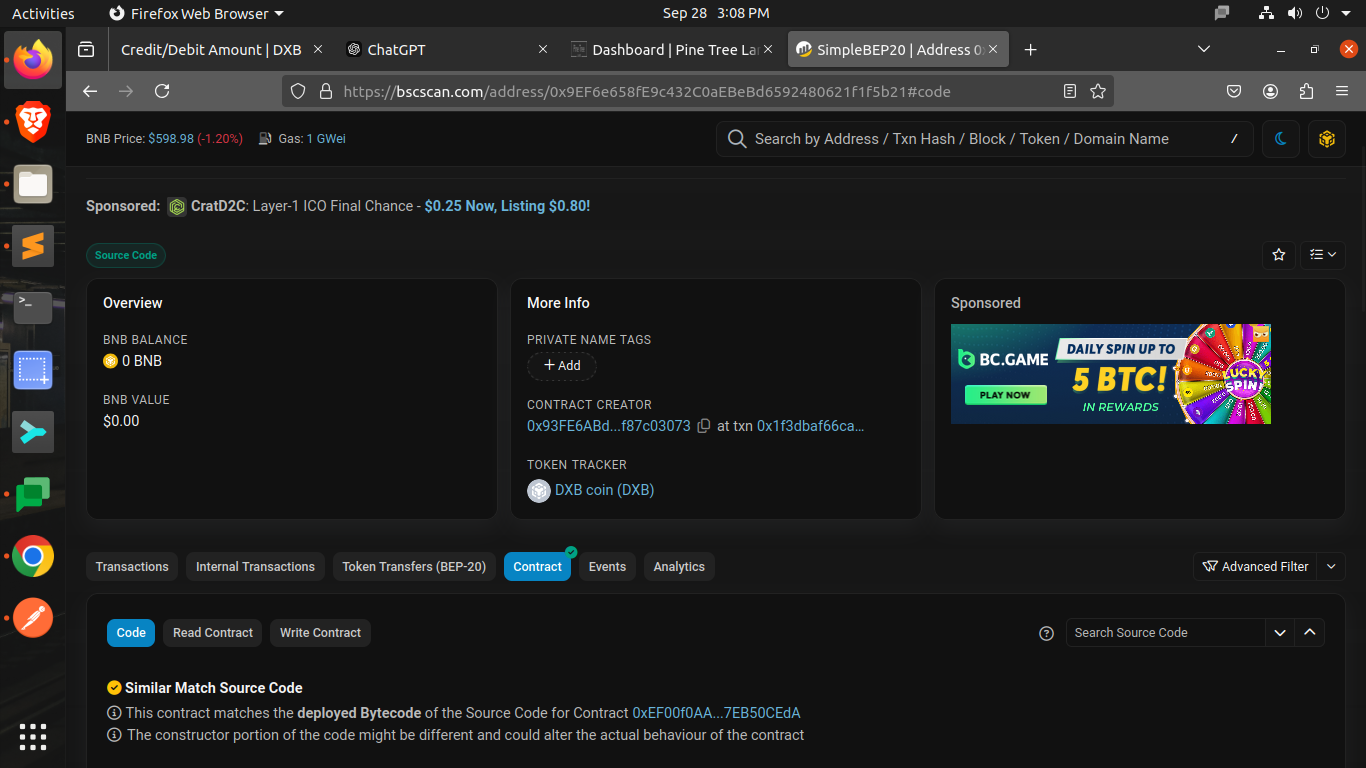 Activities
Firefox Web Browser
Sep 28 3:08 PM
Credit/Debit Amount | DXB
ChatGPT
Dashboard | Pine Tree La
SimpleBEP20 | Address 0
https://bscscan.com/address/0x9EF6e658fE9c432C0aEBeBd6592480621f1f5b21#code
BNB Price: $598.98 (-1.20%)
Gas: 1 GWei
Search by Address / Txn Hash / Block / Token / Domain Name
/
Sponsored: CratD2C: Layer-1 ICO Final Chance - $0.25 Now, Listing $0.80!
Source Code
Overview
BNB BALANCE
0 BNB
BNB VALUE
$0.00
More Info
PRIVATE NAME TAGS
+ Add
CONTRACT CREATOR
0x93FE6ABd...f87c03073 at txn 0x1f3dbaf66ca...
TOKEN TRACKER
DXB coin (DXB)
Sponsored
BC.GAME
PLAY NOW
DAILY SPIN UP TO
5 BTC!
IN REWARDS
LUCKY
SPIN
Transactions
Internal Transactions
Token Transfers (BEP-20)
Contract
Events
Analytics
Advanced Filter
Code
Read Contract
Write Contract
Search Source Code
Similar Match Source Code
This contract matches the deployed Bytecode of the Source Code for Contract 0xEF00f0AA...7EB50CEdA
The constructor portion of the code might be different and could alter the actual behaviour of the contract